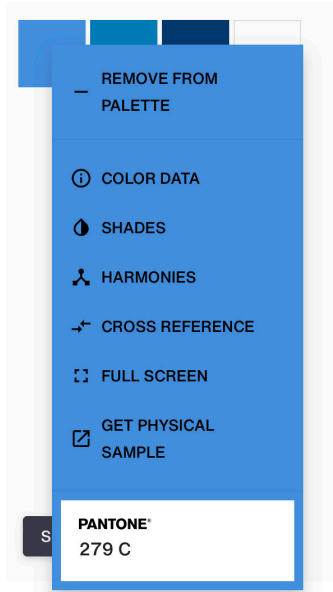 REMOVE FROM
PALETTE
COLOR DATA
SHADES
HARMONIES
CROSS REFERENCE
FULL SCREEN
GET PHYSICAL
SAMPLE
S
PANTONE®
279 C